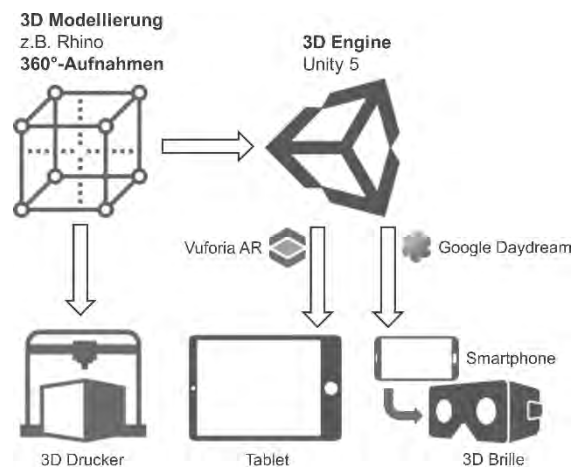 3D Modellierung
z.B. Rhino
360°-Aufnahmen
3D Engine
Unity 5
Vuforia AR
Google Daydream
Smartphone
3D Drucker
Tablet
3D Brille